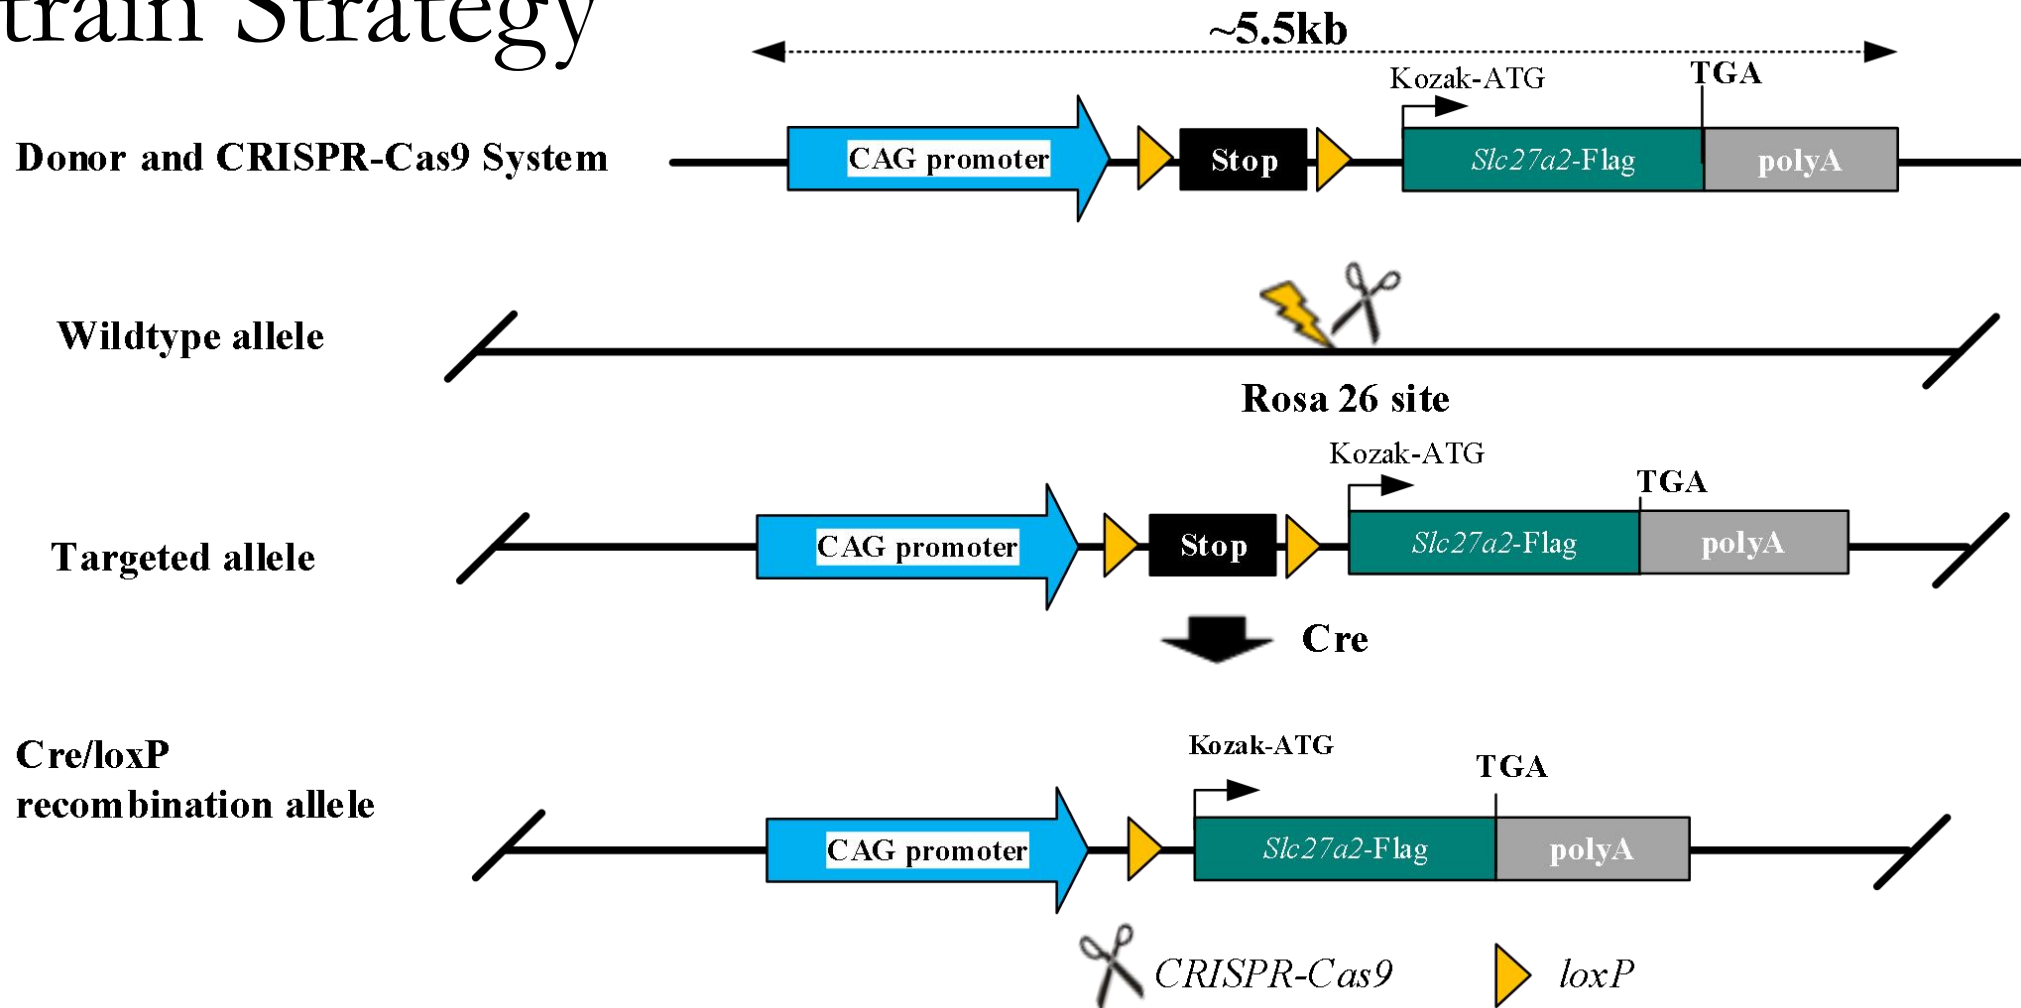 train Strategy
~5.5kb
Kozak-ATG
TGA
Donor and CRISPR-Cas9 System
CAG promoter
Stop
Slc27a2-Flag
polyA
Wildtype allele
Rosa 26 site
Kozak-ATG
TGA
Targeted allele
CAG promoter
Stop
Slc27a2-Flag
polyA
Cre
Cre/loxP
recombination allele
Kozak-ATG
TGA
CAG promoter
Slc27a2-Flag
polyA
CRISPR-Cas9
loxP